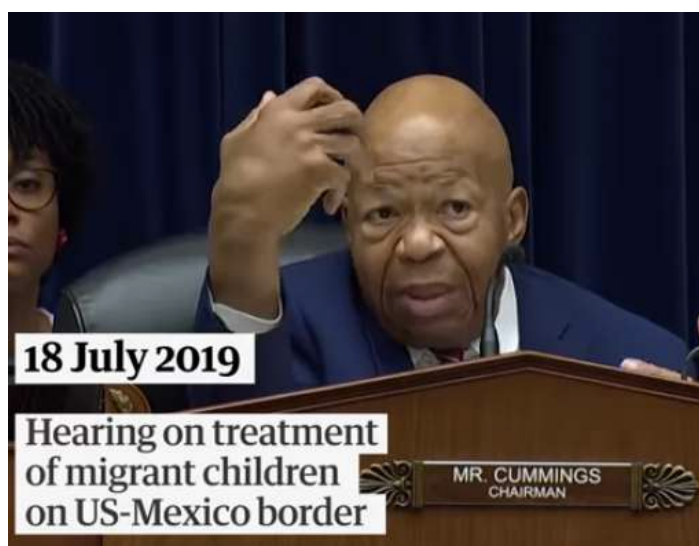 18 July 2019
Hearing on treatment
of migrant children
on US-Mexico border
MR. CUMMINGS
CHAIRMAN